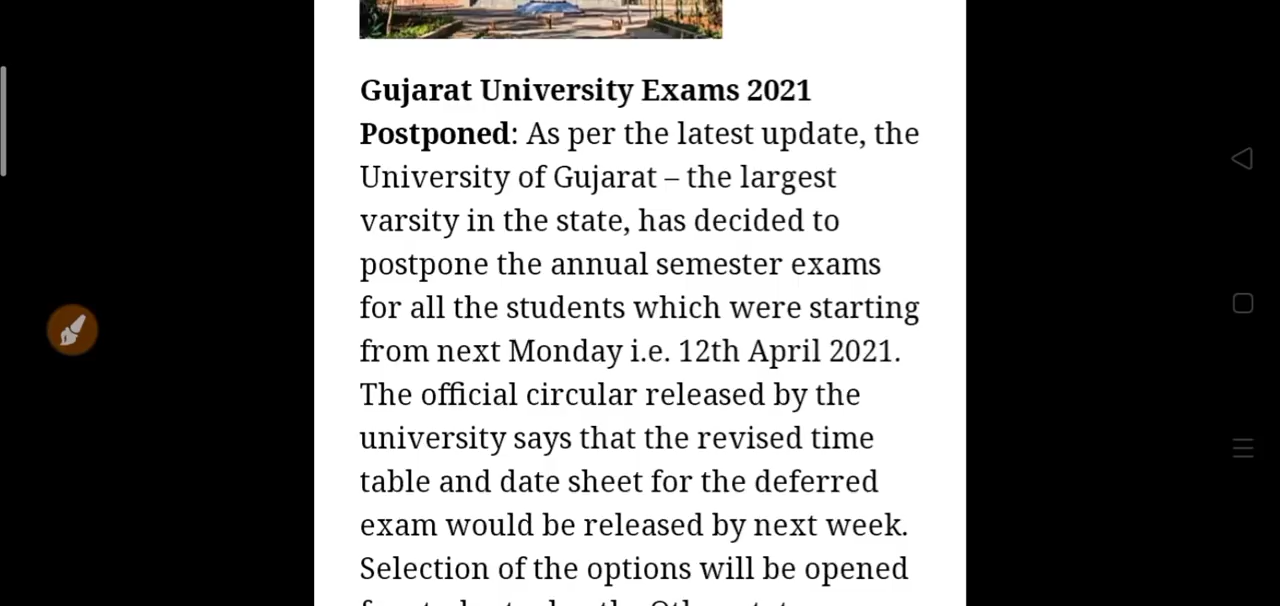 Gujarat University Exams 2021
Postponed: As per the latest update, the
University of Gujarat – the largest
varsity in the state, has decided to
postpone the annual semester exams
for all the students which were starting
from next Monday i.e. 12th April 2021.
The official circular released by the
university says that the revised time
table and date sheet for the deferred
exam would be released by next week.
Selection of the options will be opened